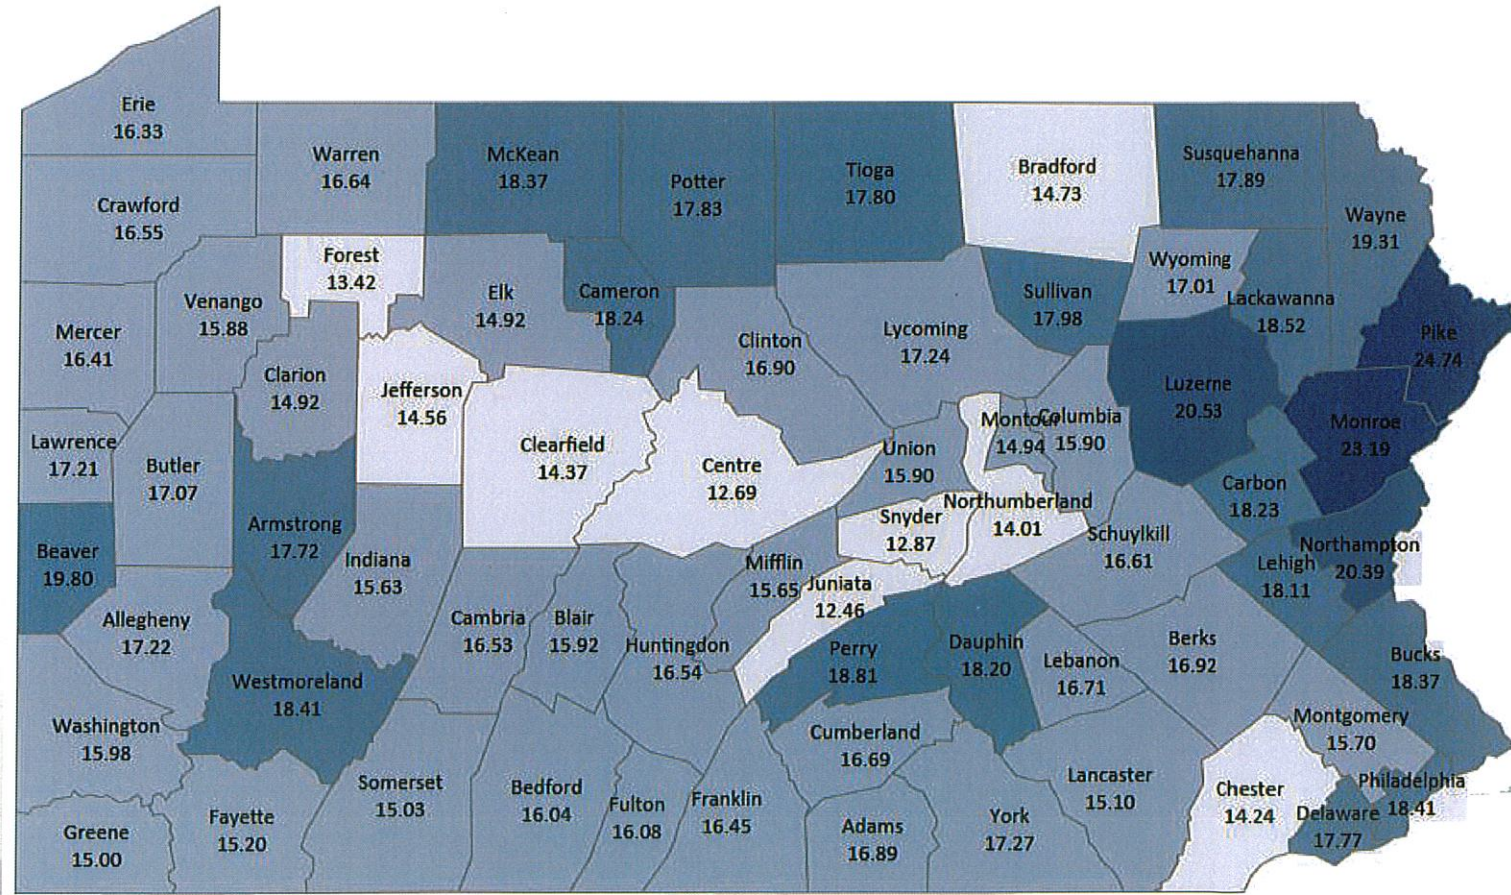 Erie
16.33
Warren
16.64
McKean
18.37
Potter
17.83
Tioga
17.80
Bradford
14.73
Susquehanna
17.89
Wayne
19.31
Crawford
16.55
Forest
13.42
Venango
15.88
Elk
14.92
Cameron
18.24
Sullivan
17.98
Wyoming
17.01
Lackawanna
18.52
Pike
24.74
Mercer
16.41
Clarion
14.92
Jefferson
14.56
Clinton
16.90
Lycoming
17.24
Luzerne
20.53
Monroe
23.19
Lawrence
17.21
Butler
17.07
Clearfield
14.37
Centre
12.69
Union
15.90
Montour
14.94
Columbia
15.90
Carbon
18.23
Beaver
19.80
Armstrong
17.72
Indiana
15.63
Snyder
12.87
Northumberland
14.01
Schuylkill
16.61
Lehigh
18.11
Northampton
20.39
Mifflin
15.65
Juniata
12.46
Allegheny
17.22
Cambria
16.53
Blair
15.92
Huntingdon
16.54
Perry
18.81
Dauphin
18.20
Lebanon
16.71
Berks
16.92
Bucks
18.37
Westmoreland
18.41
Washington
15.98
Cumberland
16.69
Montgomery
15.70
Somerset
15.03
Bedford
16.04
Fulton
16.08
Franklin
16.45
Lancaster
15.10
Chester
14.24
Philadelphia
18.41
Delaware
17.77
Greene
15.00
Fayette
15.20
Adams
16.89
York
17.27